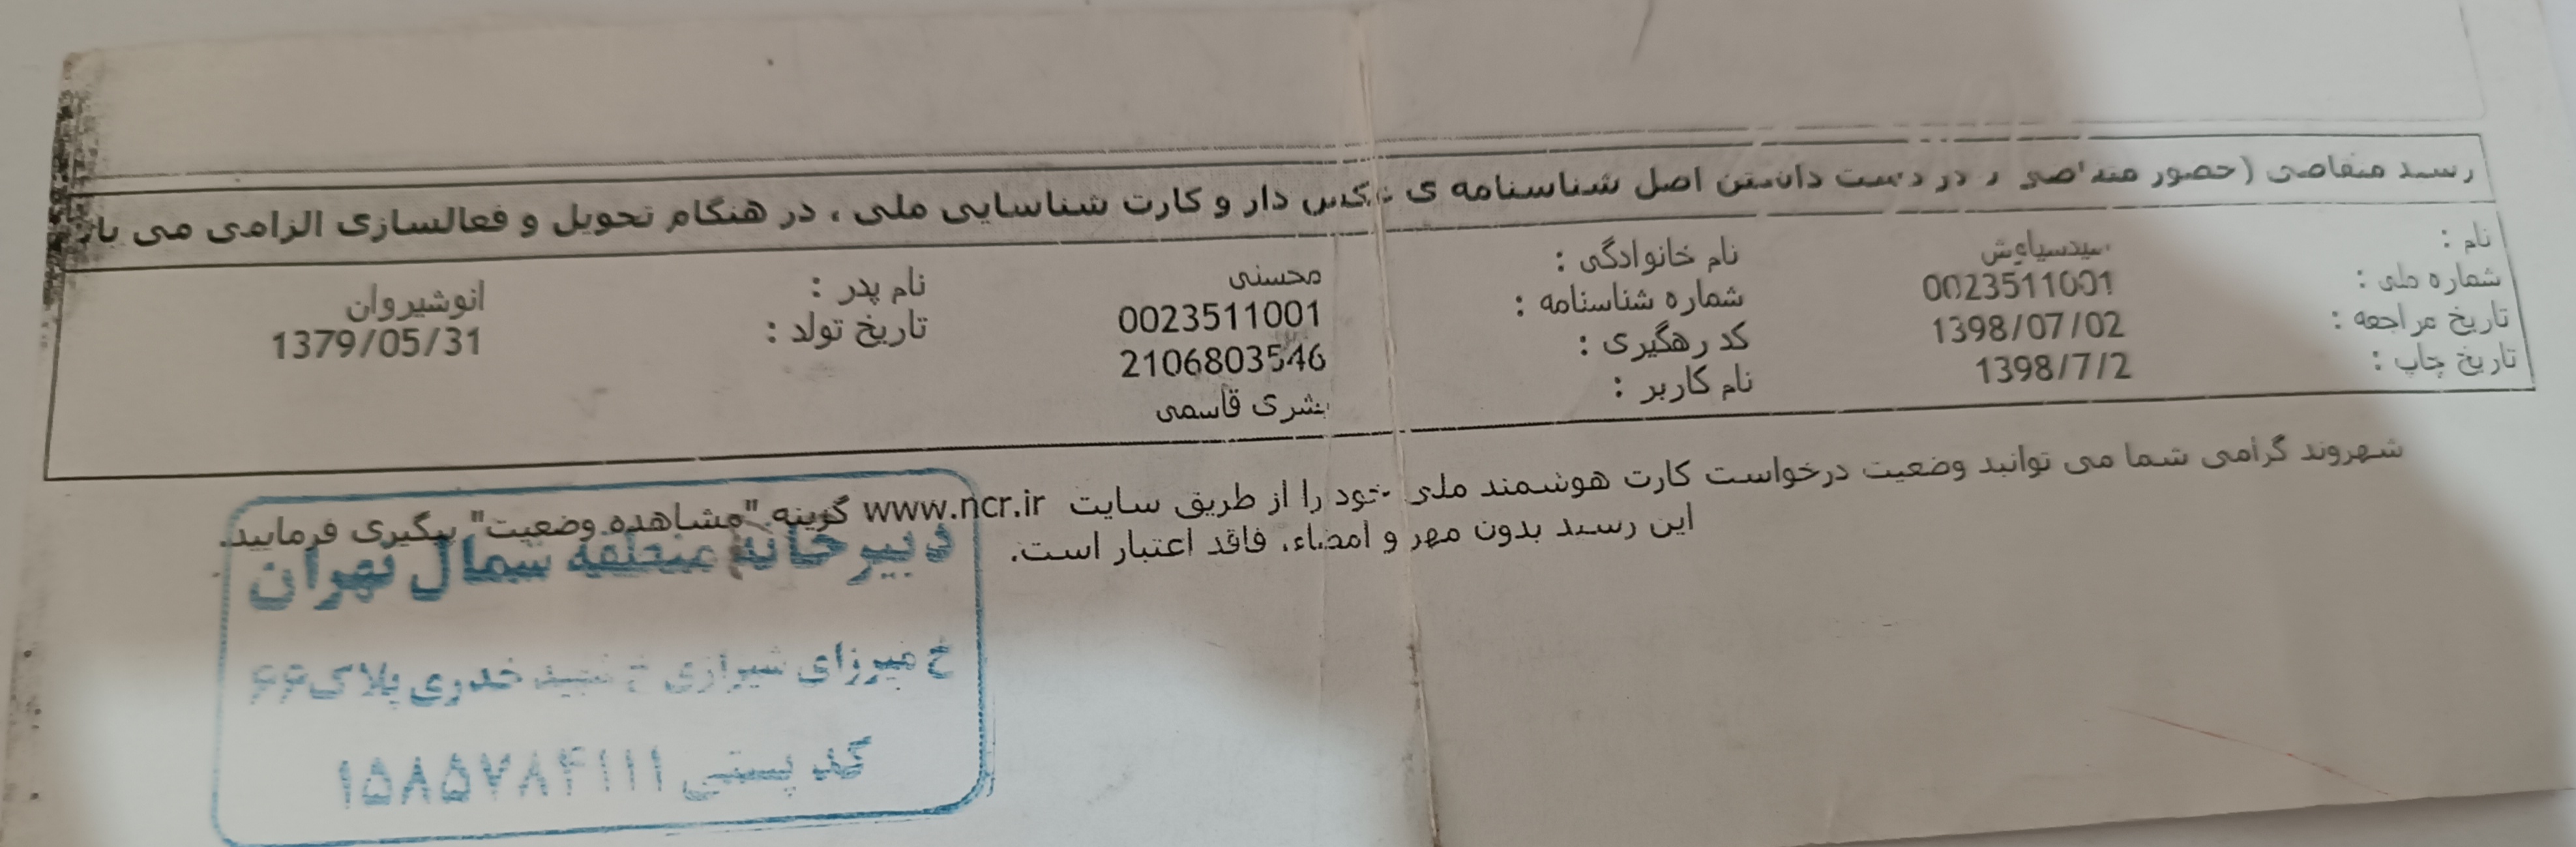 رسید متقاضی (حضور متقاضی و در دست داشتن اصل شناسنامه ی عکس دار و کارت شناسایی ملی ، در هنگام تحویل و فعالسازی الزامی می با
نام : سیدسیاوش نام خانوادگی : محسنی نام پدر : انوشیروان
شماره ملی : 0023511001 شماره شناسنامه : 0023511001 تاریخ تولد : 1379/05/31
تاریخ مراجعه : 1398/07/02 کد رهگیری : 2106803546
تاریخ چاپ : 1398/7/2 نام کاربر : بشری قاسمی
شهروند گرامی شما می توانید وضعیت درخواست کارت هوشمند ملی خود را از طریق سایت www.ncr.ir گزینه "مشاهده وضعیت" پیگیری فرمایید.
این رسید بدون مهر و امضاء، فاقد اعتبار است.
دبیرخانه منطقه شمال تهران
خ میرزای شیرازی خ شهید خدری پلاک ۶۶
کد پستی ۱۵۸۵۷۸۴۱۱۱